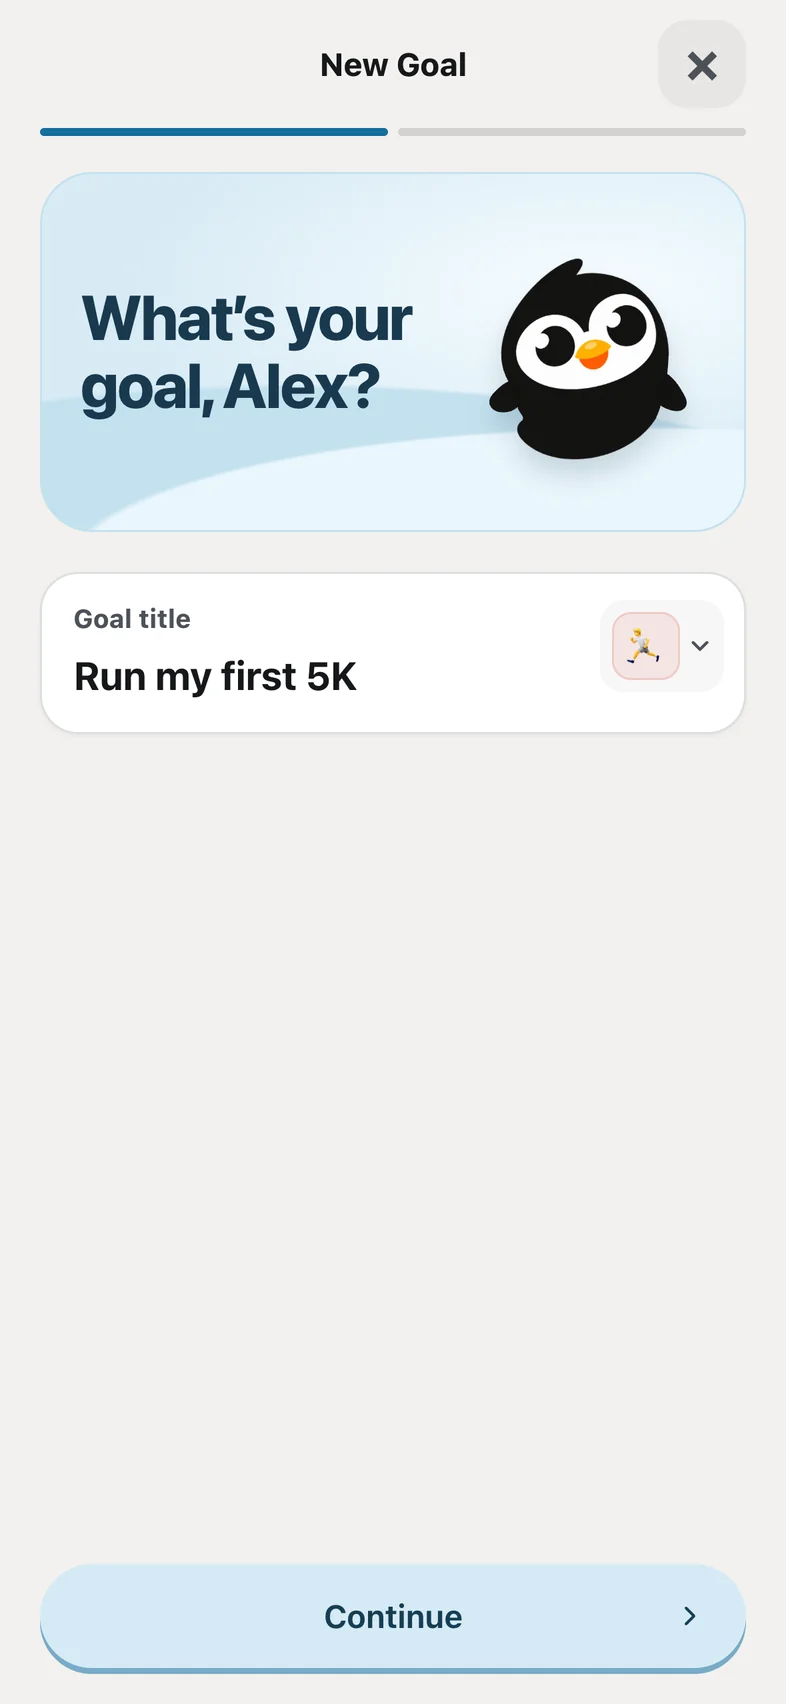 New Goal
What's your
goal, Alex?
Goal title
Run my first 5K
Continue